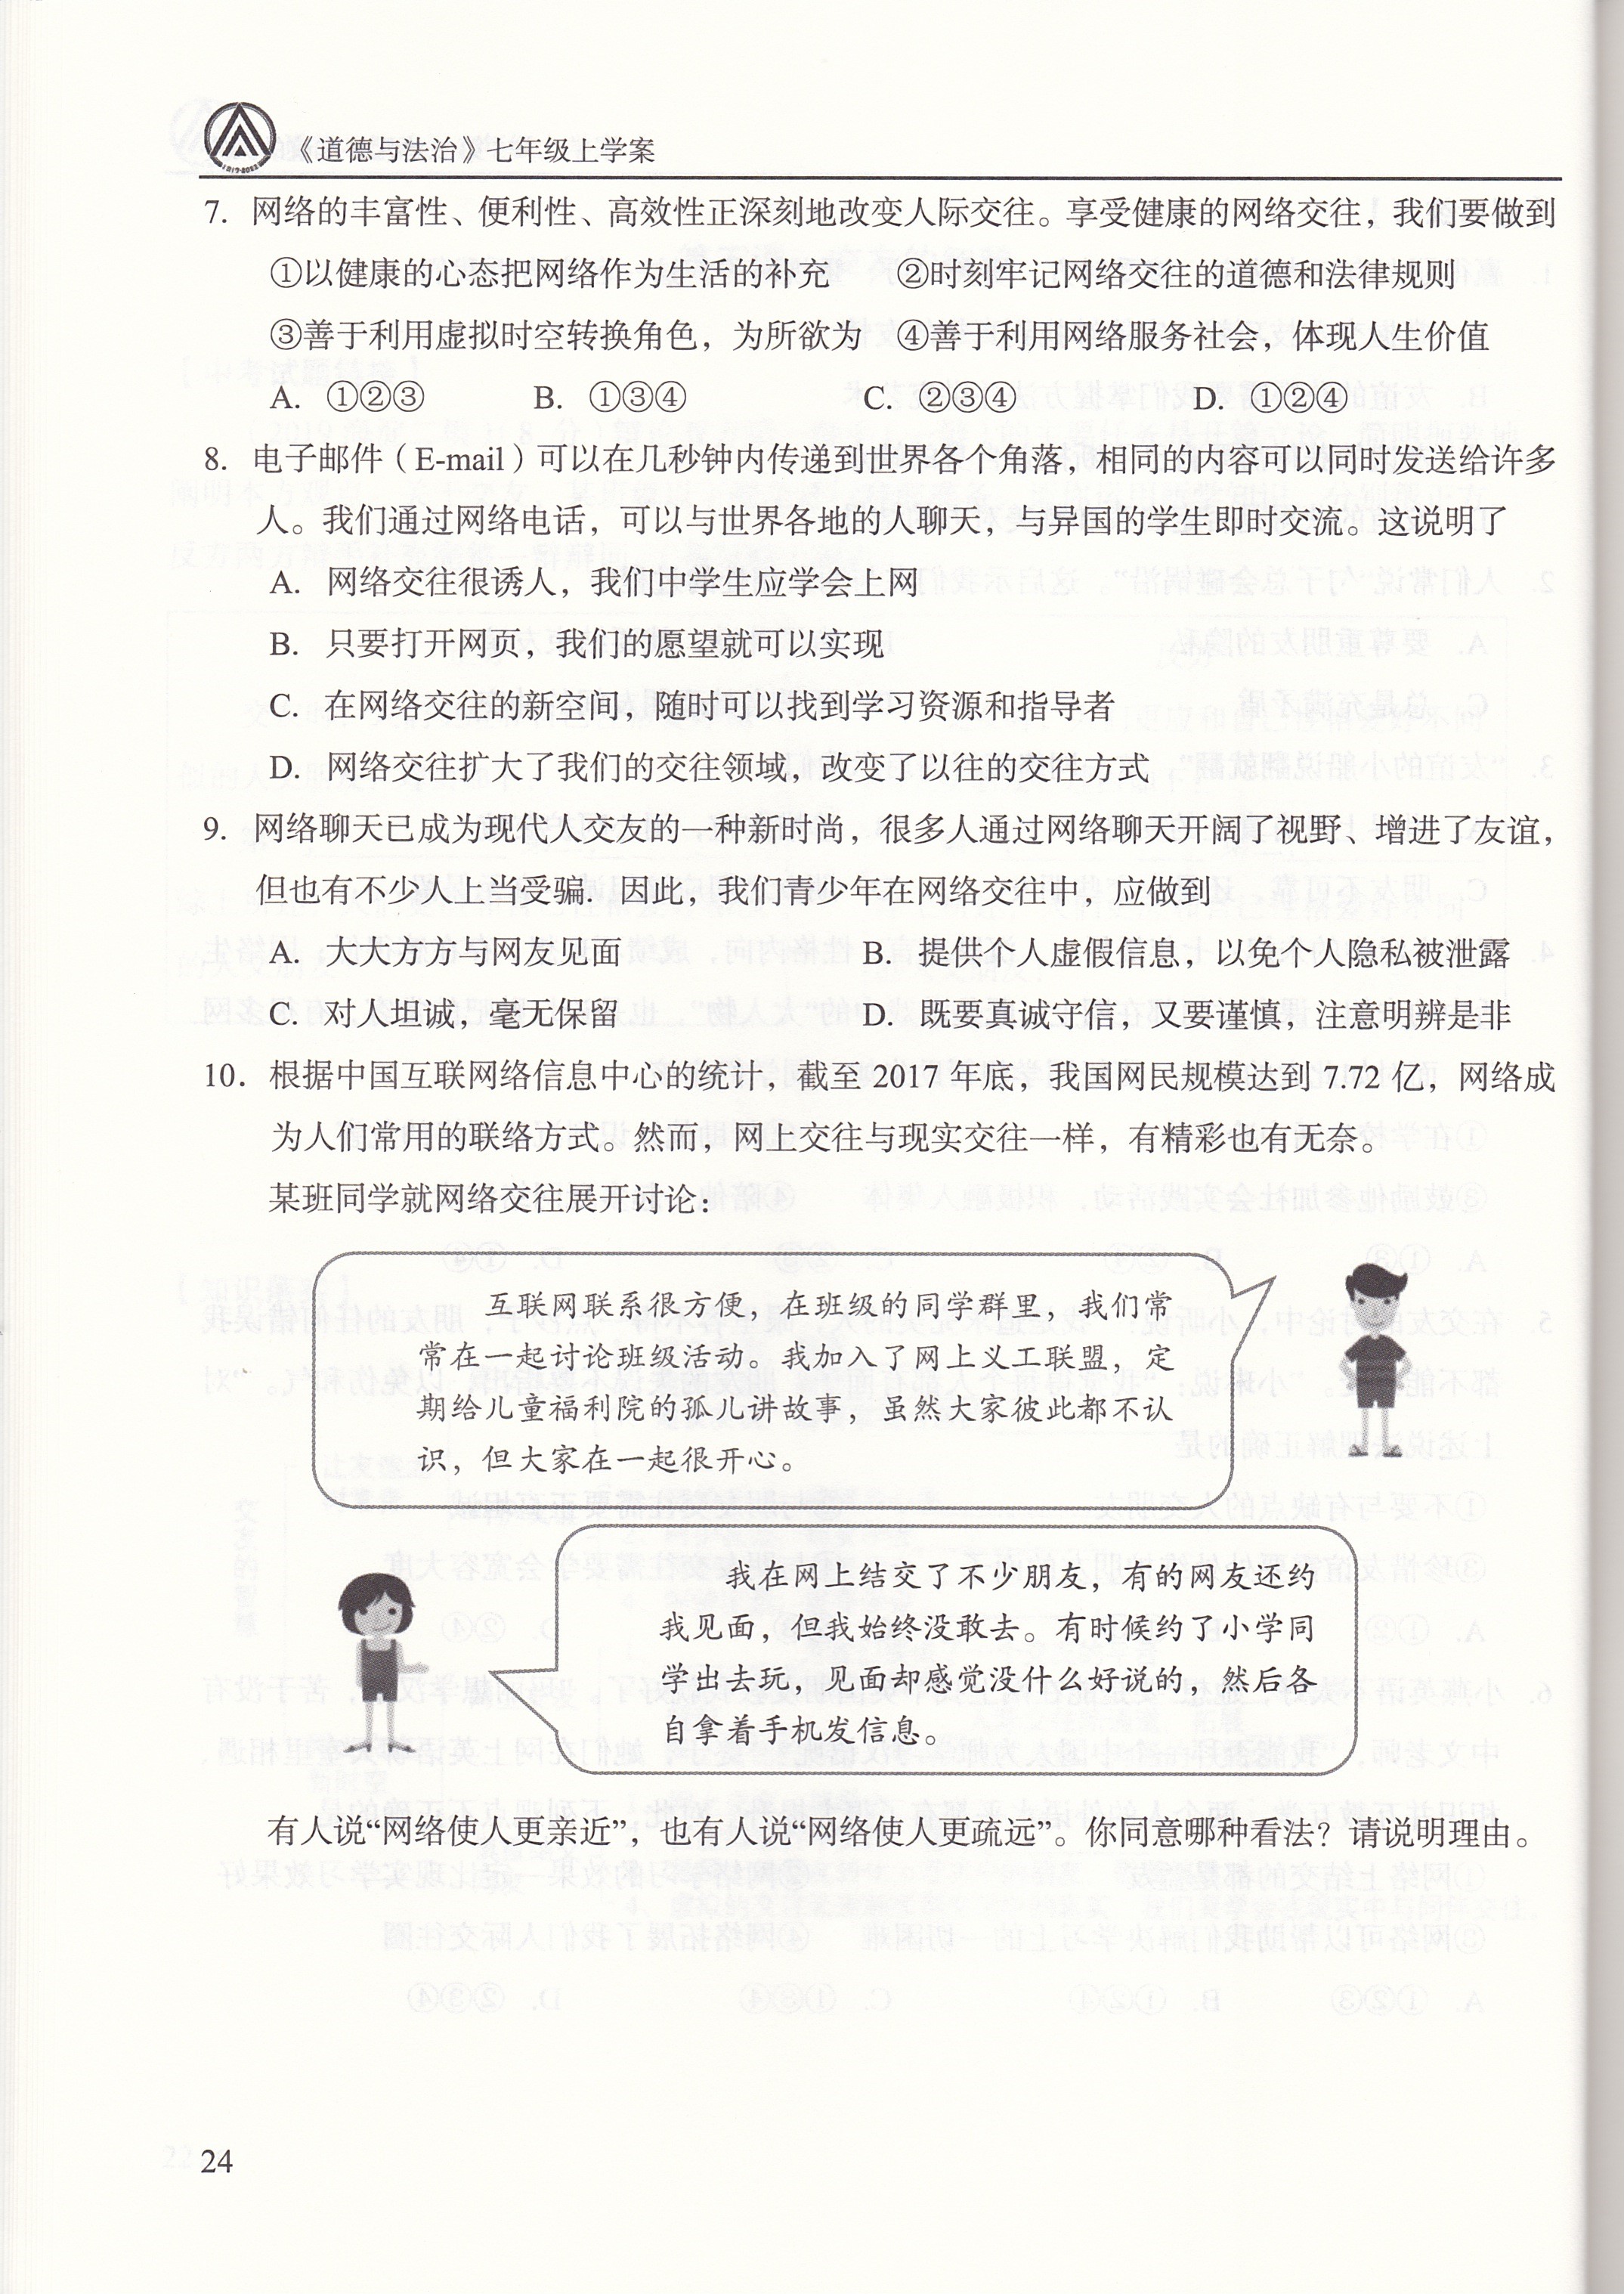 《道德与法治》七年级上学案
7. 网络的丰富性、便利性、高效性正深刻地改变人际交往。享受健康的网络交往，我们要做到
①以健康的心态把网络作为生活的补充 ②时刻牢记网络交往的道德和法律规则
③善于利用虚拟时空转换角色，为所欲为 ④善于利用网络服务社会，体现人生价值
A. ①②③ B. ①③④ C. ②③④ D. ①②④
8. 电子邮件（E-mail）可以在几秒钟内传递到世界各个角落，相同的内容可以同时发送给许多
人。我们通过网络电话，可以与世界各地的人聊天，与异国的学生即时交流。这说明了
A. 网络交往很诱人，我们中学生应学会上网
B. 只要打开网页，我们的愿望就可以实现
C. 在网络交往的新空间，随时可以找到学习资源和指导者
D. 网络交往扩大了我们的交往领域，改变了以往的交往方式
9. 网络聊天已成为现代人交友的一种新时尚，很多人通过网络聊天开阔了视野、增进了友谊，
但也有不少人上当受骗. 因此，我们青少年在网络交往中，应做到
A. 大大方方与网友见面 B. 提供个人虚假信息，以免个人隐私被泄露
C. 对人坦诚，毫无保留 D. 既要真诚守信，又要谨慎，注意明辨是非
10. 根据中国互联网络信息中心的统计，截至 2017 年底，我国网民规模达到 7.72 亿，网络成
为人们常用的联络方式。然而，网上交往与现实交往一样，有精彩也有无奈。
某班同学就网络交往展开讨论：
互联网联系很方便，在班级的同学群里，我们常
常在一起讨论班级活动。我加入了网上义工联盟，定
期给儿童福利院的孤儿讲故事，虽然大家彼此都不认
识，但大家在一起很开心。
我在网上结交了不少朋友，有的网友还约
我见面，但我始终没敢去。有时候约了小学同
学出去玩，见面却感觉没什么好说的，然后各
自拿着手机发信息。
有人说“网络使人更亲近”，也有人说“网络使人更疏远”。你同意哪种看法？请说明理由。
24